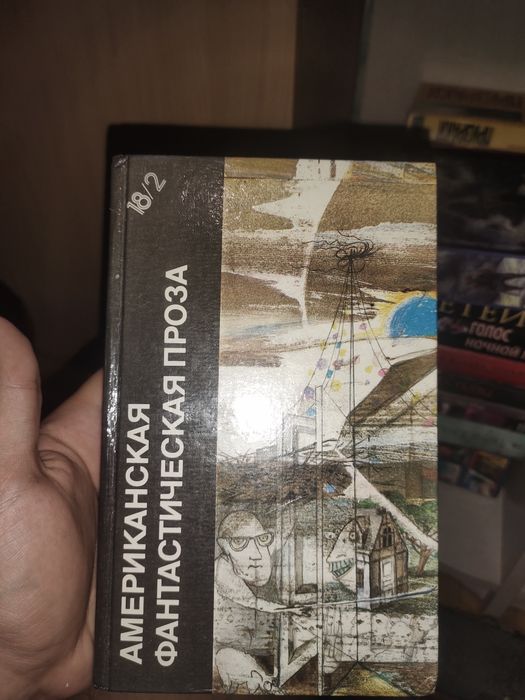 18/2
АМЕРИКАНСКАЯ
ФАНТАСТИЧЕСКАЯ ПРОЗА
ГОЛОС
НОЧНОЙ